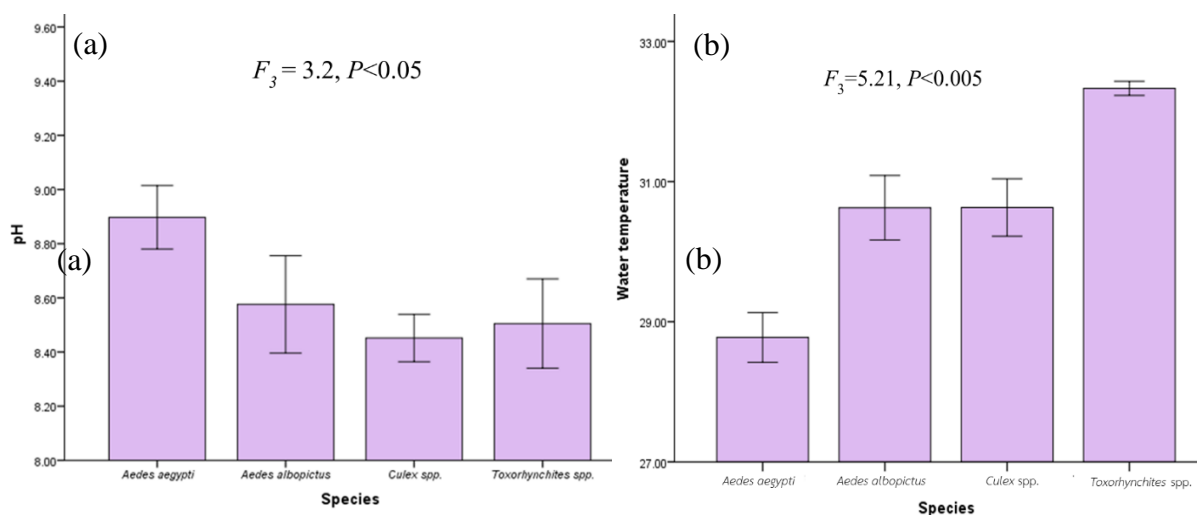 (a)
F3 = 3.2, P<0.05
9.60
9.40
9.20
9.00
8.80
8.60
8.40
8.20
8.00
pH
(a)
Aedes aegypti
Aedes albopictus
Culex spp.
Toxorhynchites spp.
Species
(b)
F3=5.21, P<0.005
33.00
31.00
29.00
27.00
Water temperature
(b)
Aedes aegypti
Aedes albopictus
Culex spp.
Toxorhynchites spp.
Species